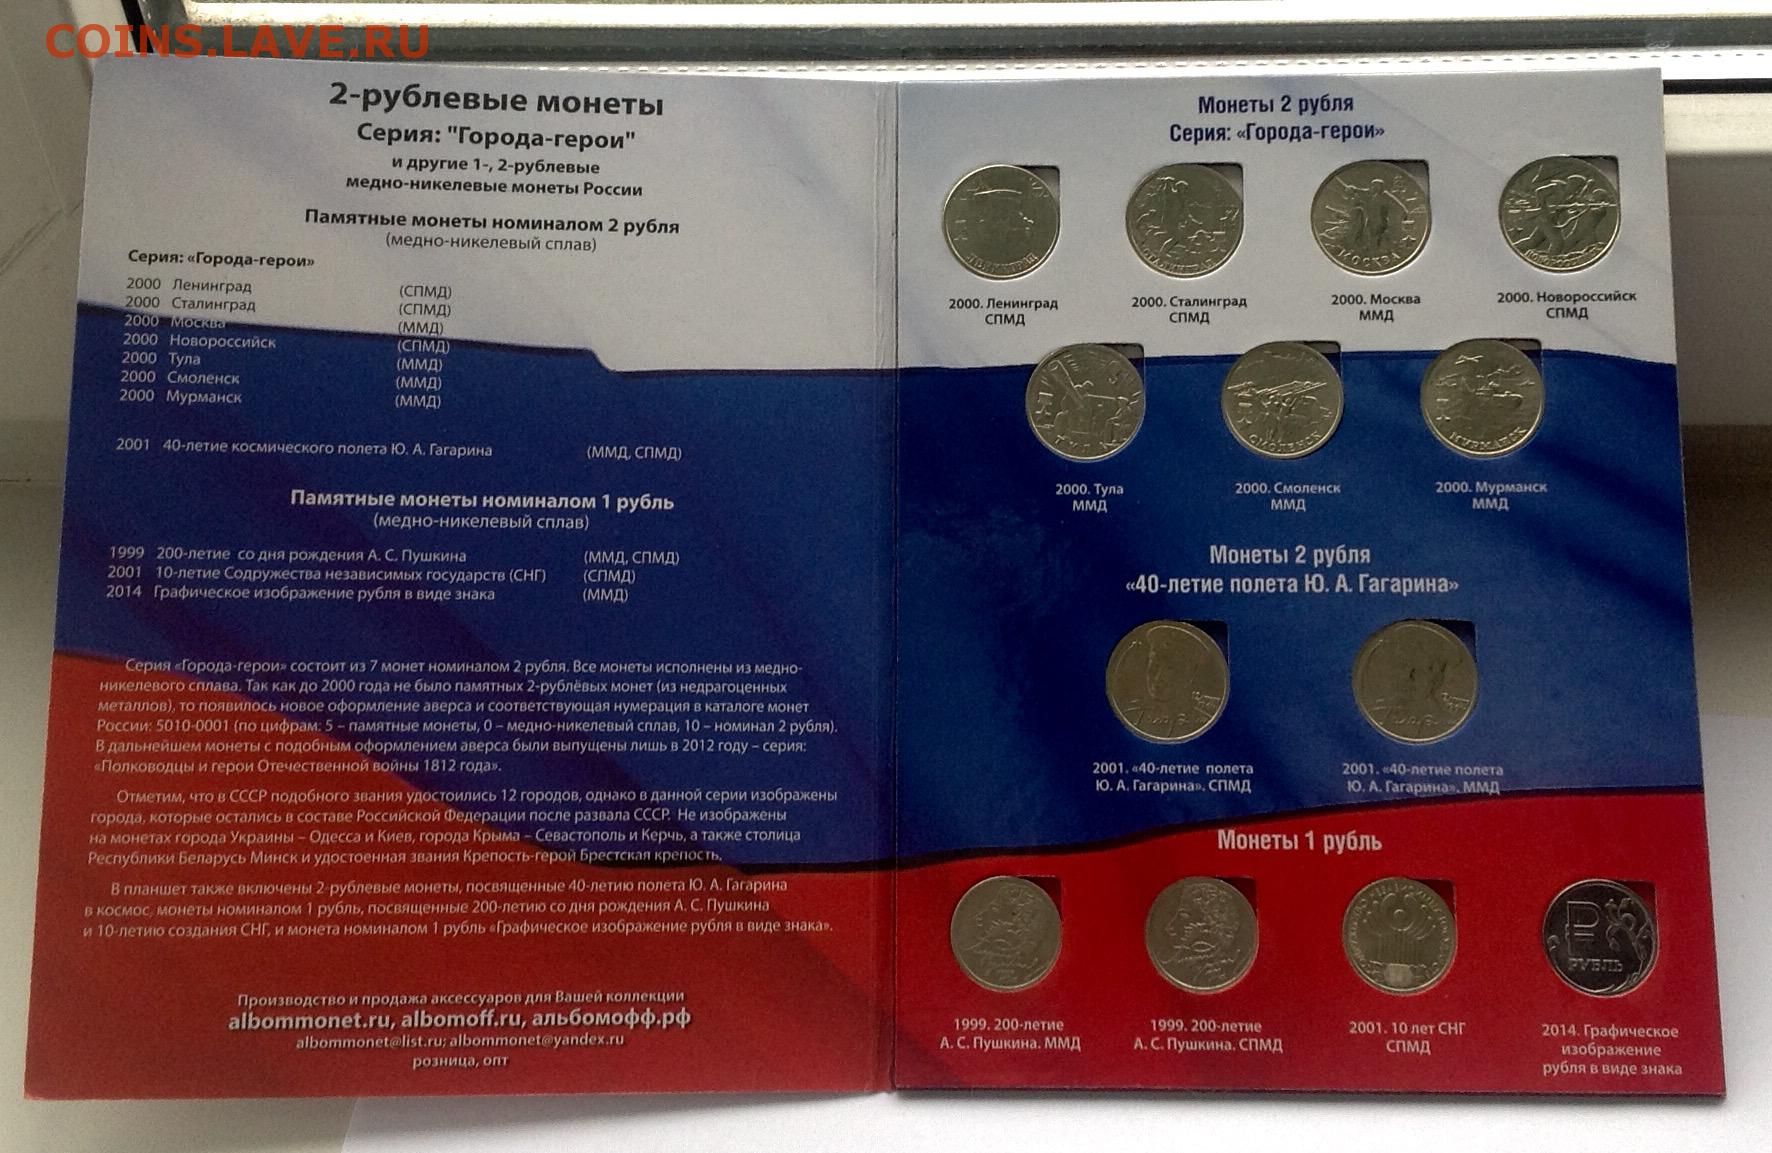 COINS.LAVE.RU
2-рублевые монеты
Серия: "Города-герои"
и другие 1-, 2-рублевые
медно-никелевые монеты России
Памятные монеты номиналом 2 рубля
(медно-никелевый сплав)
Серия: «Города-герои»
2000 Ленинград (СПМД)
2000 Сталинград (СПМД)
2000 Москва (ММД)
2000 Новороссийск (СПМД)
2000 Тула (ММД)
2000 Смоленск (ММД)
2000 Мурманск (ММД)
2001 40-летие космического полета Ю. А. Гагарина (ММД, СПМД)
Памятные монеты номиналом 1 рубль
(медно-никелевый сплав)
1999 200-летие со дня рождения А. С. Пушкина (ММД, СПМД)
2001 10-летие Содружества независимых государств (СНГ) (СПМД)
2014 Графическое изображение рубля в виде знака (ММД)
Серия «Города-герои» состоит из 7 монет номиналом 2 рубля. Все монеты исполнены из медно-
никелевого сплава. Так как до 2000 года не было памятных 2-рублёвых монет (из недрагоценных
металлов), то появилось новое оформление аверса и соответствующая нумерация в каталоге монет
России: 5010-0001 (по цифрам: 5 – памятные монеты, 0 – медно-никелевый сплав, 10 – номинал 2 рубля).
В дальнейшем монеты с подобным оформлением аверса были выпущены лишь в 2012 году – серия:
«Полководцы и герои Отечественной войны 1812 года».
Отметим, что в СССР подобного звания удостоились 12 городов, однако в данной серии изображены
города, которые остались в составе Российской Федерации после развала СССР. Не изображены
на монетах города Украины – Одесса и Киев, города Крыма – Севастополь и Керчь, а также столица
Республики Беларусь Минск и удостоенная звания Крепость-герой Брестская крепость.
В планшет также включены 2-рублевые монеты, посвященные 40-летию полета Ю. А. Гагарина
в космос, монеты номиналом 1 рубль, посвященные 200-летию со дня рождения А. С. Пушкина
и 10-летию создания СНГ, и монета номиналом 1 рубль «Графическое изображение рубля в виде знака».
Производство и продажа аксессуаров для Вашей коллекции
albommonet.ru, albomoff.ru, альбомофф.рф
albommonet@list.ru; albommonet@yandex.ru
розница, опт
Монеты 2 рубля
Серия: «Города-герои»
ЛЕНИНГРАД
СТАЛИНГРАД
МОСКВА
НОВОРОССИЙСК
2000. Ленинград
СПМД
2000. Сталинград
СПМД
2000. Москва
ММД
2000. Новороссийск
СПМД
ТУЛА
СМОЛЕНСК
МУРМАНСК
2000. Тула
ММД
2000. Смоленск
ММД
2000. Мурманск
ММД
Монеты 2 рубля
«40-летие полета Ю. А. Гагарина»
2001. «40-летие полета
Ю. А. Гагарина». СПМД
2001. «40-летие полета
Ю. А. Гагарина». ММД
Монеты 1 рубль
РУБЛЬ
1999. 200-летие
А. С. Пушкина. ММД
1999. 200-летие
А. С. Пушкина. СПМД
2001. 10 лет СНГ
СПМД
2014. Графическое
изображение
рубля в виде знака